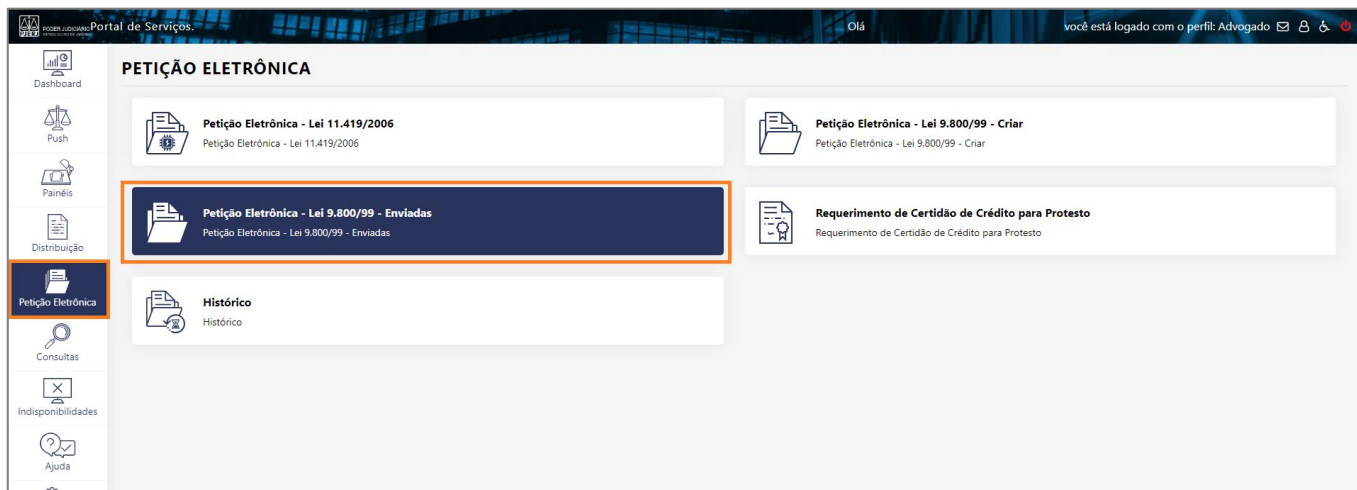 PODER JUDICIÁRIO Portal de Serviços.
Olá
você está logado com o perfil: Advogado
PJERJ
Dashboard
Push
Painéis
Distribuição
Petição Eletrônica
Consultas
Indisponibilidades
Ajuda
PETIÇÃO ELETRÔNICA
Petição Eletrônica - Lei 11.419/2006
Petição Eletrônica - Lei 11.419/2006
Petição Eletrônica - Lei 9.800/99 - Criar
Petição Eletrônica - Lei 9.800/99 - Criar
Petição Eletrônica - Lei 9.800/99 - Enviadas
Petição Eletrônica - Lei 9.800/99 - Enviadas
Requerimento de Certidão de Crédito para Protesto
Requerimento de Certidão de Crédito para Protesto
Histórico
Histórico